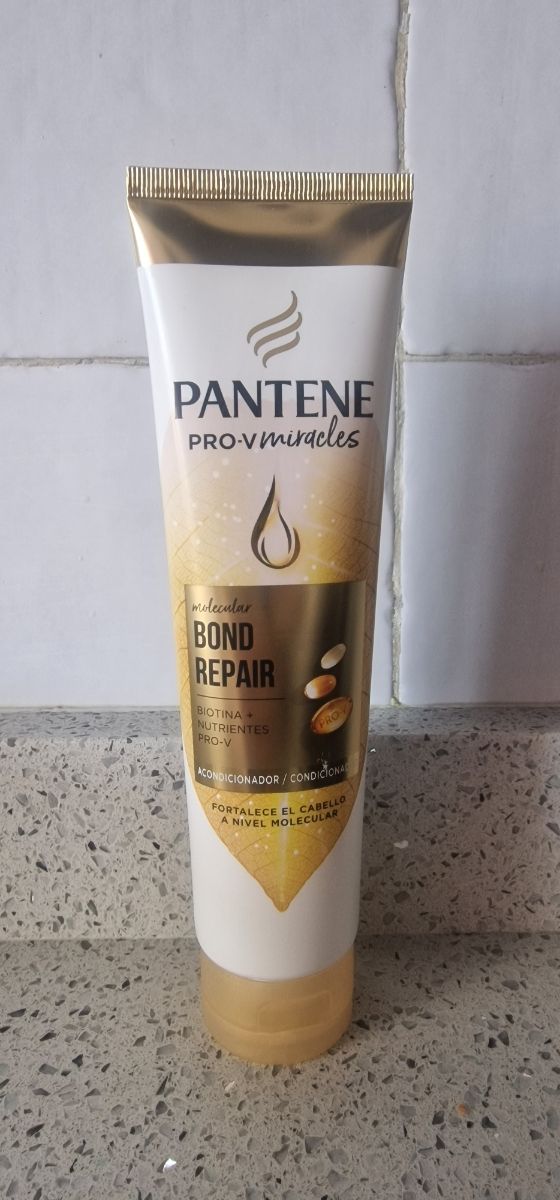 PANTENE
PRO-V miracles
molecular
BOND
REPAIR
BIOTINA +
NUTRIENTES
PRO-V
PRO-V
ACONDICIONADOR /
FORTALECE EL CABELLO
A NIVEL MOLECULAR